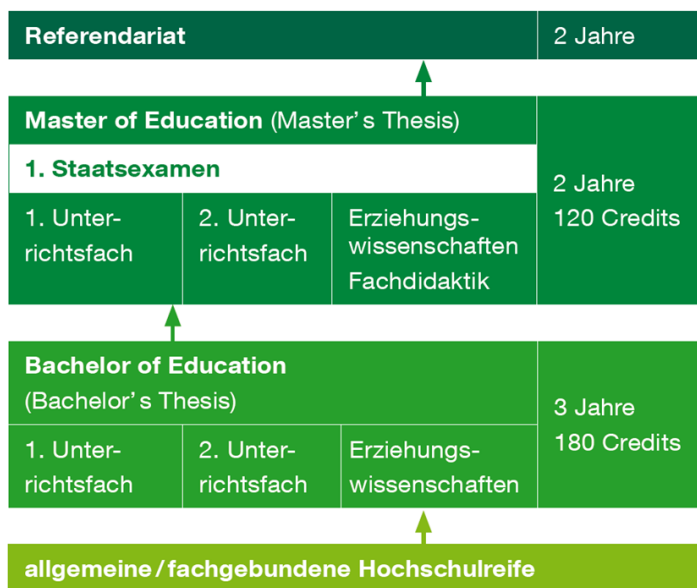 Referendariat
2 Jahre
Master of Education (Master's Thesis)
1. Staatsexamen
1. Unter-
richtsfach
2. Unter-
richtsfach
Erziehungs-
wissenschaften
Fachdidaktik
2 Jahre
120 Credits
Bachelor of Education
(Bachelor's Thesis)
1. Unter-
richtsfach
2. Unter-
richtsfach
Erziehungs-
wissenschaften
3 Jahre
180 Credits
allgemeine/fachgebundene Hochschulreife